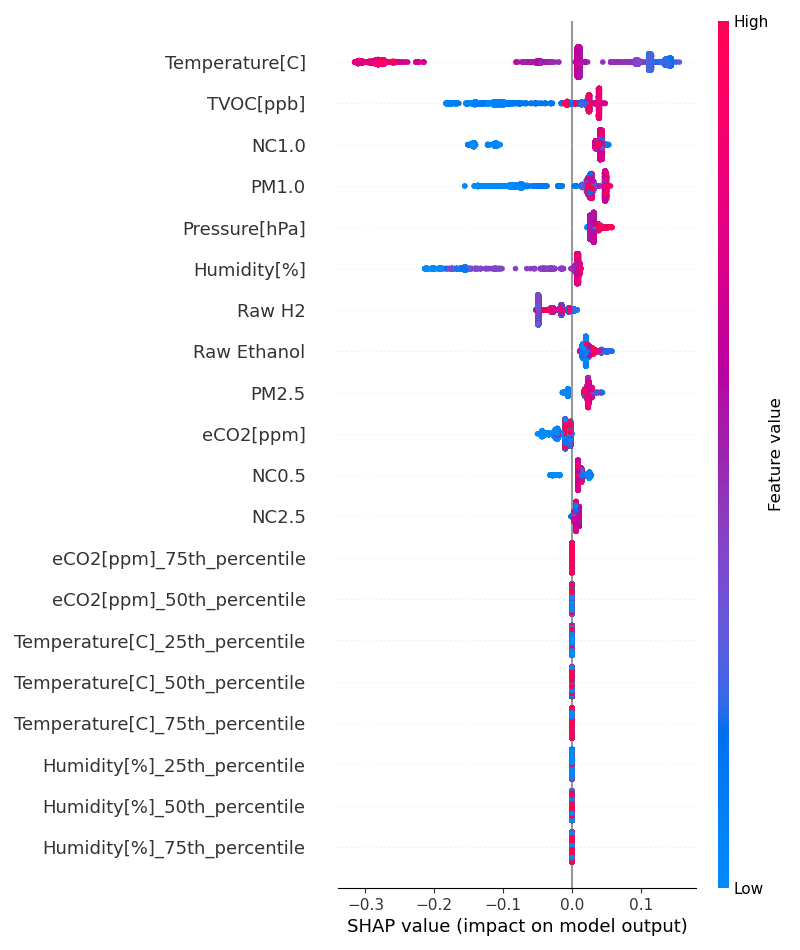 High
Temperature[C]
TVOC[ppb]
NC1.0
PM1.0
Pressure[hPa]
Humidity[%]
Raw H2
Raw Ethanol
PM2.5
eCO2[ppm]
NC0.5
NC2.5
eCO2[ppm]_75th_percentile
eCO2[ppm]_50th_percentile
Temperature[C]_25th_percentile
Temperature[C]_50th_percentile
Temperature[C]_75th_percentile
Humidity[%]_25th_percentile
Humidity[%]_50th_percentile
Humidity[%]_75th_percentile
Feature value
Low
−0.3 −0.2 −0.1 0.0 0.1
SHAP value (impact on model output)